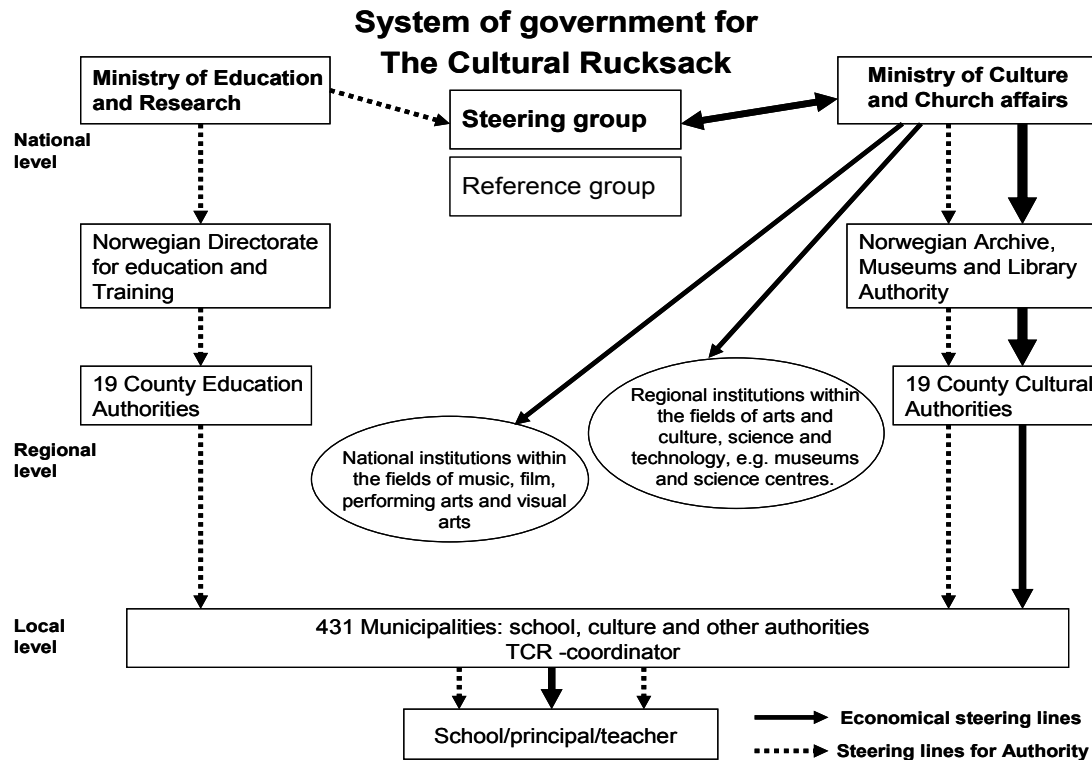 System of government for
The Cultural Rucksack
Ministry of Education
and Research
Steering group
Ministry of Culture
and Church affairs
National
level
Reference group
Norwegian Directorate
for education and
Training
Norwegian Archive,
Museums and Library
Authority
19 County Education
Authorities
Regional institutions within
the fields of arts and
culture, science and
technology, e.g. museums
and science centres.
19 County Cultural
Authorities
Regional
level
National institutions within
the fields of music, film,
performing arts and visual
arts
Local
level
431 Municipalities: school, culture and other authorities
TCR -coordinator
School/principal/teacher
Economical steering lines
Steering lines for Authority